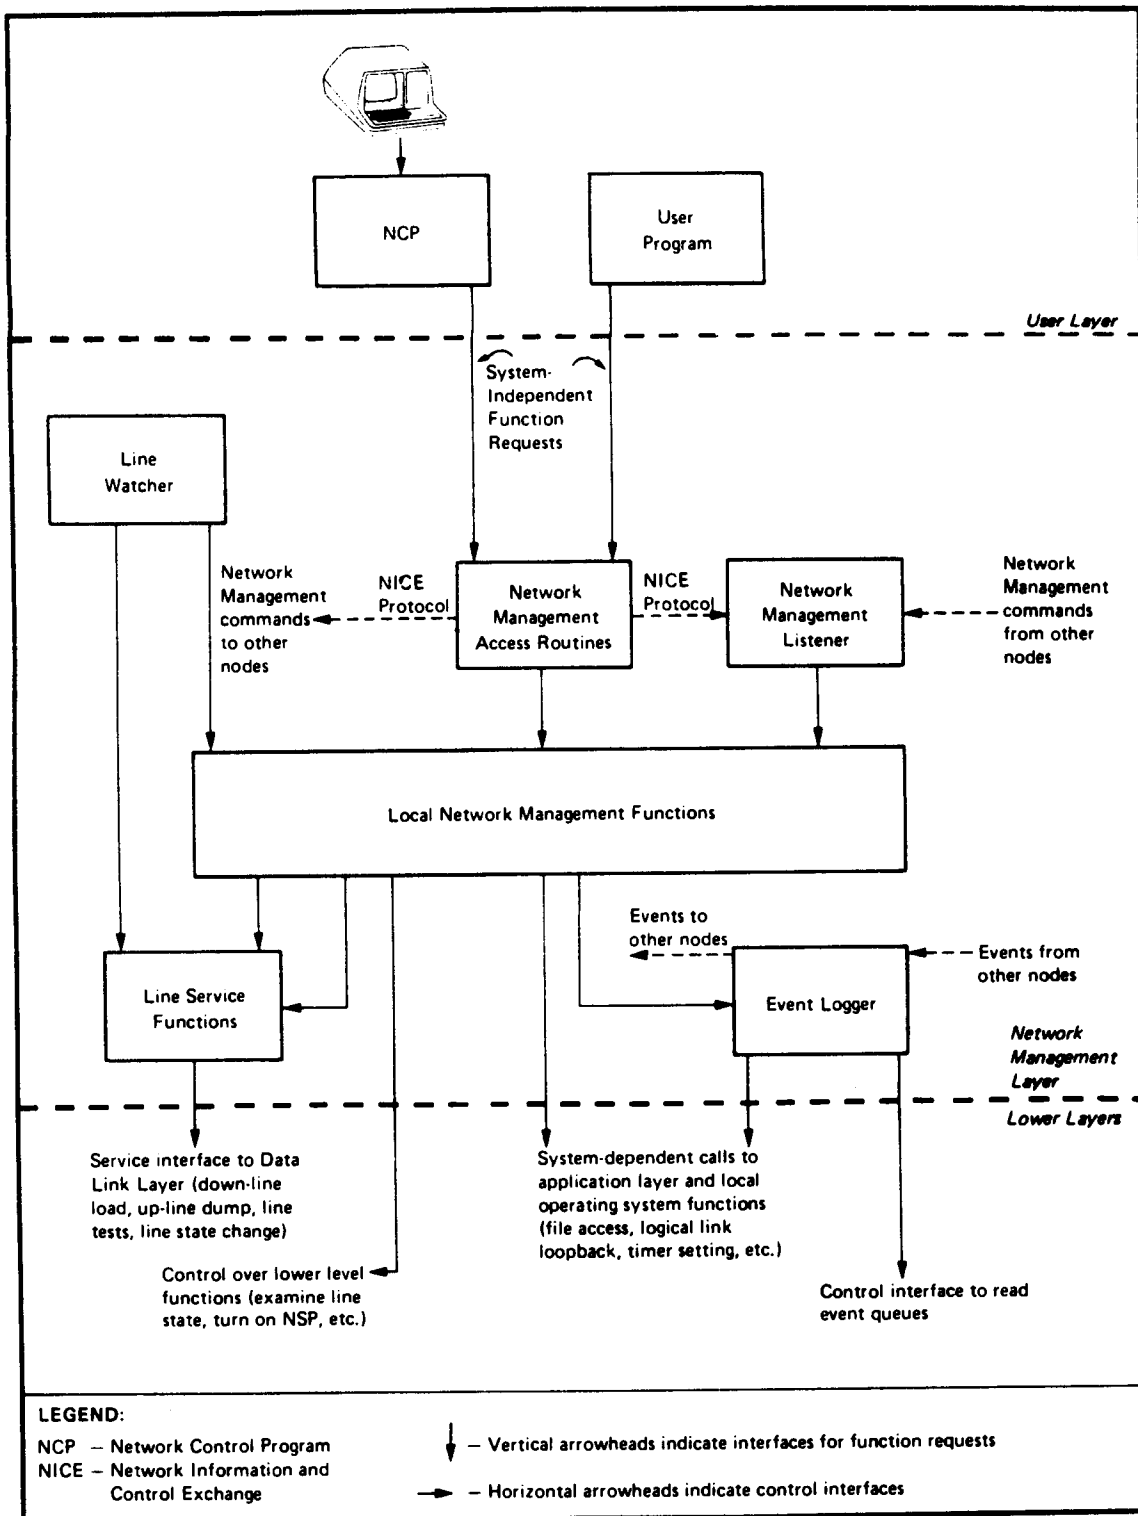 NCP
User
Program
User Layer
System-
Independent
Function
Requests
Line
Watcher
Network
Management
commands
to other
nodes
NICE
Protocol
Network
Management
Access Routines
NICE
Protocol
Network
Management
Listener
Network
Management
commands
from other
nodes
Local Network Management Functions
Events to
other nodes
Events from
other nodes
Line Service
Functions
Event Logger
Network
Management
Layer
Lower Layers
Service interface to Data
Link Layer (down-line
load, up-line dump, line
tests, line state change)
System-dependent calls to
application layer and local
operating system functions
(file access, logical link
loopback, timer setting, etc.)
Control over lower level
functions (examine line
state, turn on NSP, etc.)
Control interface to read
event queues
LEGEND:
NCP – Network Control Program
NICE – Network Information and
Control Exchange
– Vertical arrowheads indicate interfaces for function requests
– Horizontal arrowheads indicate control interfaces